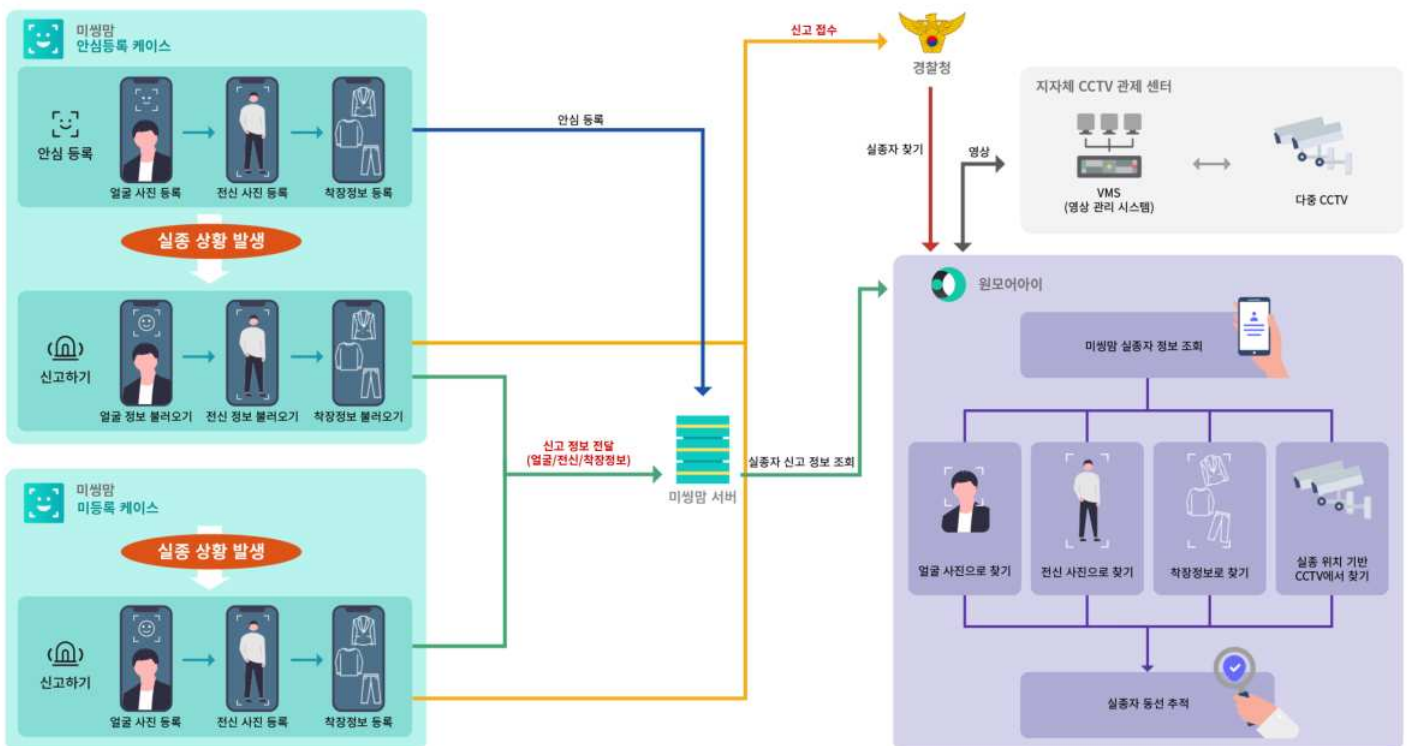 미씽맘
안심등록 케이스
안심 등록
얼굴 사진 등록
전신 사진 등록
착장정보 등록
실종 상황 발생
신고하기
얼굴 정보 불러오기
전신 정보 불러오기
착장정보 불러오기
미씽맘
미등록 케이스
실종 상황 발생
신고하기
얼굴 사진 등록
전신 사진 등록
착장정보 등록
안심 등록
신고 접수
신고 정보 전달
(얼굴/전신/착장정보)
미씽맘 서버
실종자 신고 정보 조회
경찰청
실종자 찾기
영상
지자체 CCTV 관제 센터
VMS
(영상 관리 시스템)
다중 CCTV
원모어아이
미씽맘 실종자 정보 조회
얼굴 사진으로 찾기
전신 사진으로 찾기
착장정보로 찾기
실종 위치 기반
CCTV에서 찾기
실종자 동선 추적